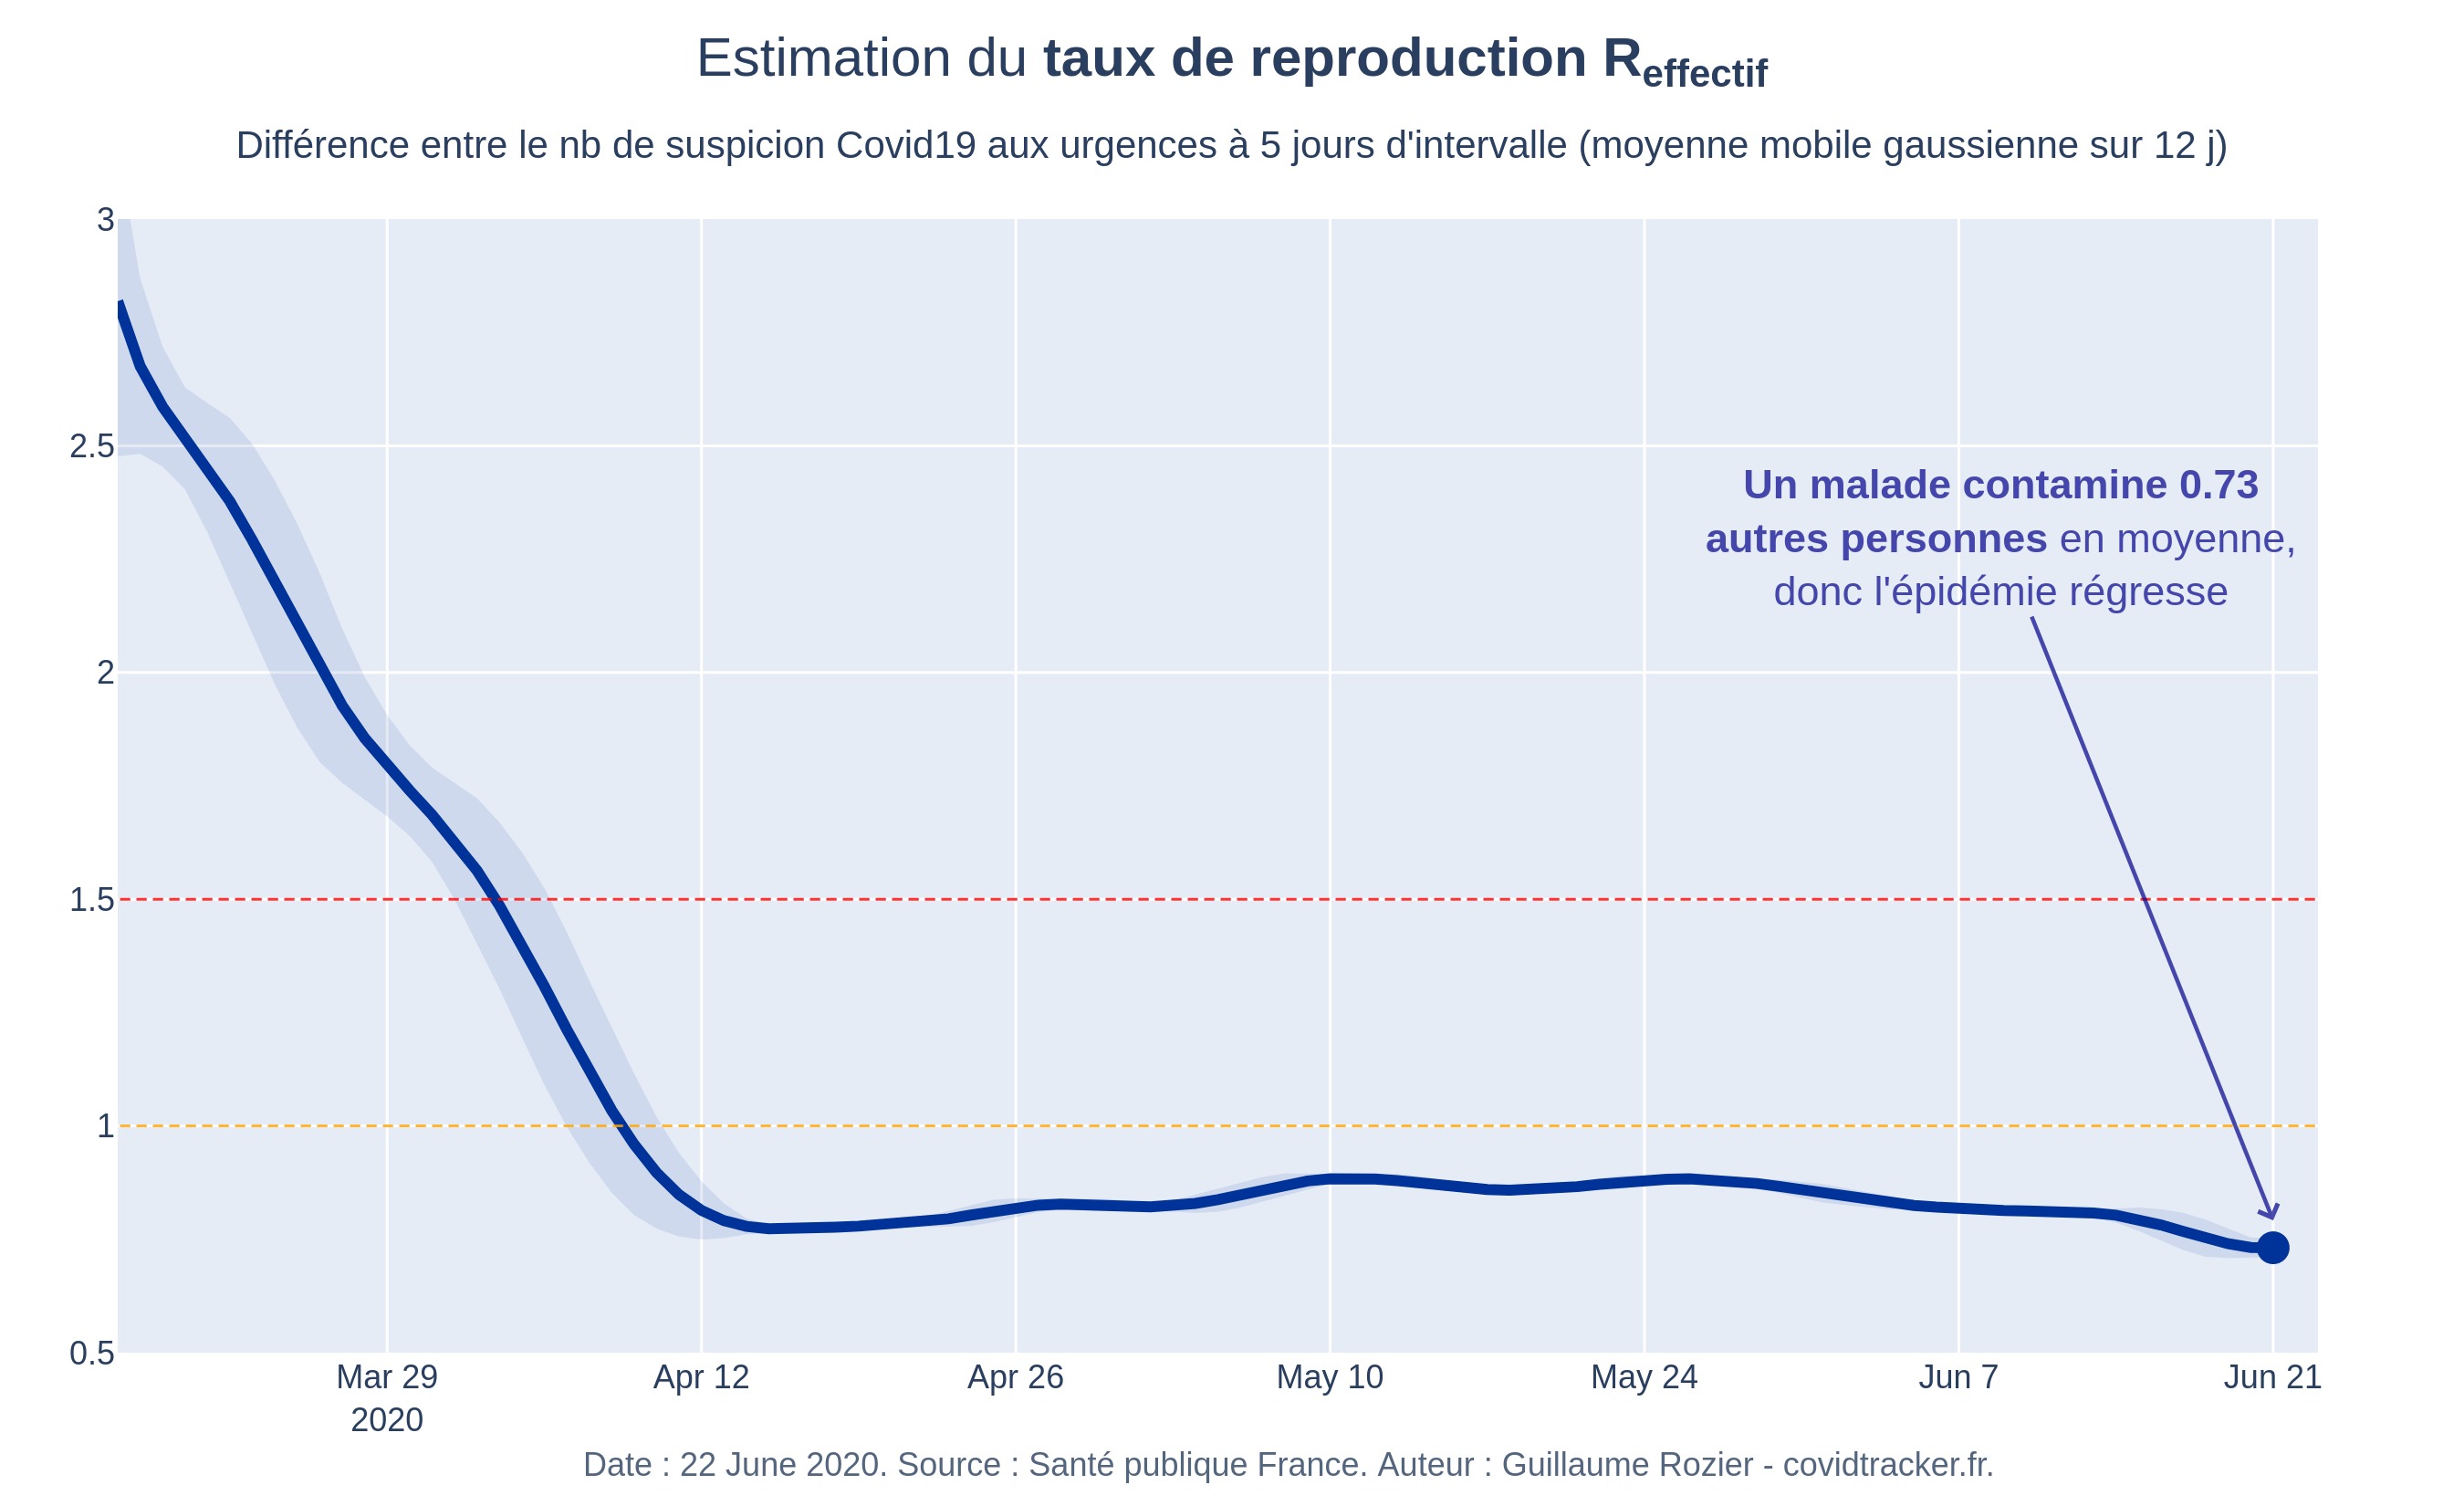 Estimation du taux de reproduction Reffectif
Différence entre le nb de suspicion Covid19 aux urgences à 5 jours d'intervalle (moyenne mobile gaussienne sur 12 j)
3
2.5
2
1.5
1
0.5
Un malade contamine 0.73
autres personnes en moyenne,
donc l'épidémie régresse
Mar 29
2020
Apr 12
Apr 26
May 10
May 24
Jun 7
Jun 21
Date : 22 June 2020. Source : Santé publique France. Auteur : Guillaume Rozier - covidtracker.fr.